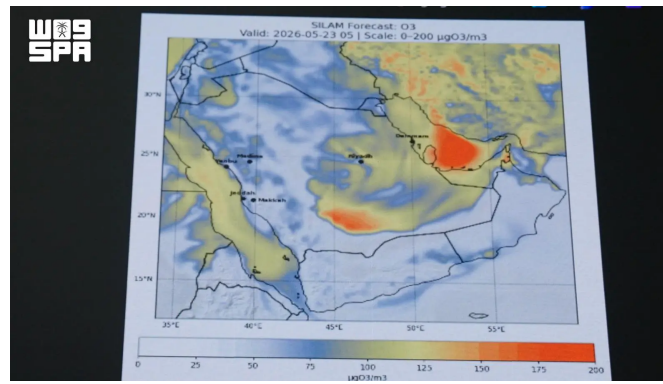 واس
SPA
SILAM Forecast: O3
Valid: 2026-05-23 05 | Scale: 0–200 µgO3/m3
30°N
25°N
20°N
15°N
Dammam
Riyadh
Madina
Yanbu
Jeddah
Makkah
35°E
40°E
45°E
50°E
55°E
0
25
50
75
100
125
150
175
200
µgO3/m3